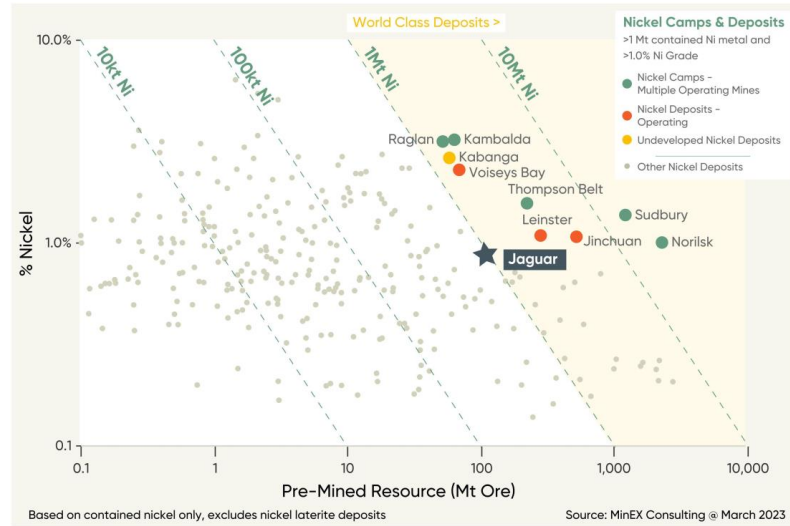 World Class Deposits >
Nickel Camps & Deposits
>1 Mt contained Ni metal and
>1.0% Ni Grade
Nickel Camps -
Multiple Operating Mines
Nickel Deposits -
Operating
Undeveloped Nickel Deposits
Other Nickel Deposits
10.0%
1.0%
0.1
% Nickel
10kt Ni
100kt Ni
1Mt Ni
10Mt Ni
Raglan
Kambalda
Kabanga
Voiseys Bay
Thompson Belt
Leinster
Sudbury
Jinchuan
Norilsk
Jaguar
0.1
1
10
100
1,000
10,000
Pre-Mined Resource (Mt Ore)
Based on contained nickel only, excludes nickel laterite deposits
Source: MinEX Consulting @ March 2023